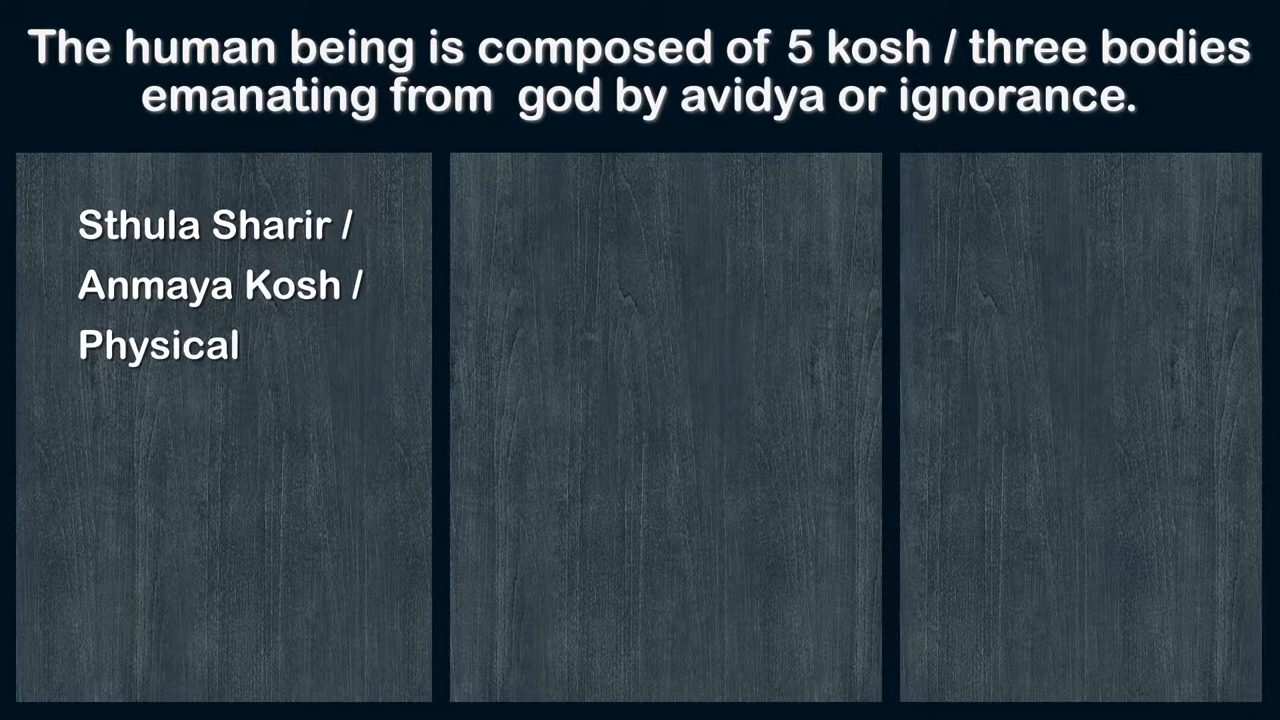 The human being is composed of 5 kosh / three bodies
emanating from god by avidya or ignorance.
Sthula Sharir /
Anmaya Kosh /
Physical